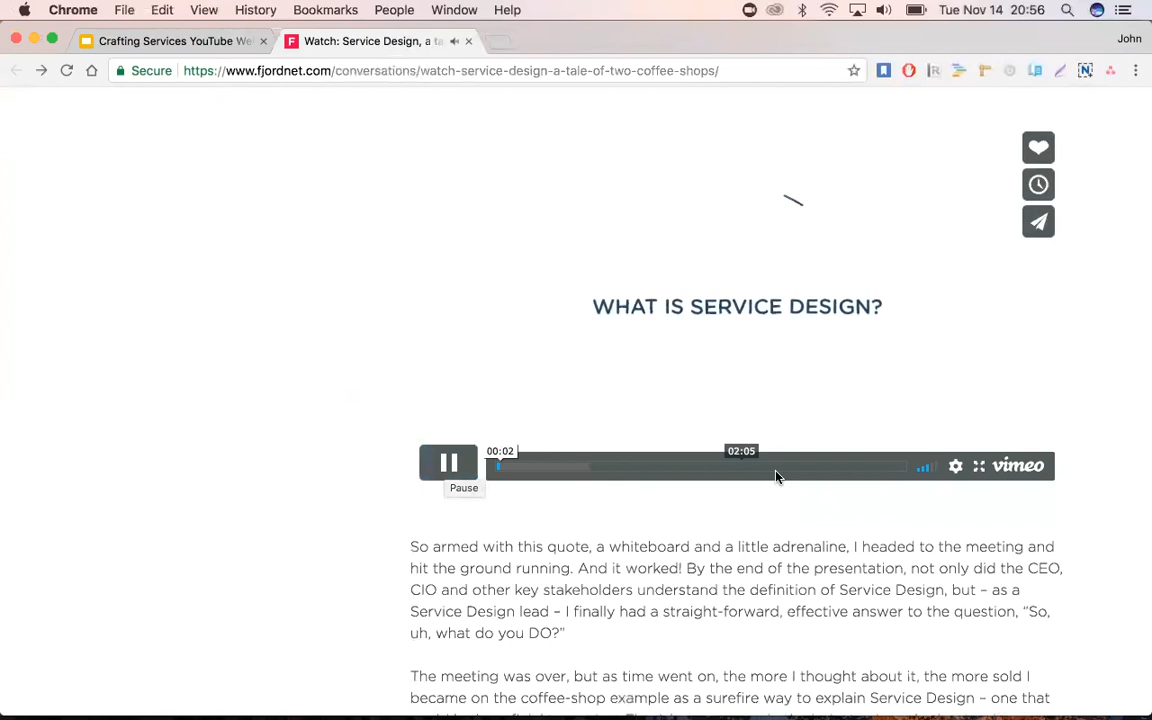 Chrome File Edit View History Bookmarks People Window Help Tue Nov 14 20:56
Crafting Services YouTube We
Watch: Service Design, a ta
John
Secure https://www.fjordnet.com/conversations/watch-service-design-a-tale-of-two-coffee-shops/
WHAT IS SERVICE DESIGN?
00:02 02:05
vimeo
Pause
So armed with this quote, a whiteboard and a little adrenaline, I headed to the meeting and
hit the ground running. And it worked! By the end of the presentation, not only did the CEO,
CIO and other key stakeholders understand the definition of Service Design, but – as a
Service Design lead – I finally had a straight-forward, effective answer to the question, “So,
uh, what do you DO?”
The meeting was over, but as time went on, the more I thought about it, the more sold I
became on the coffee-shop example as a surefire way to explain Service Design – one that